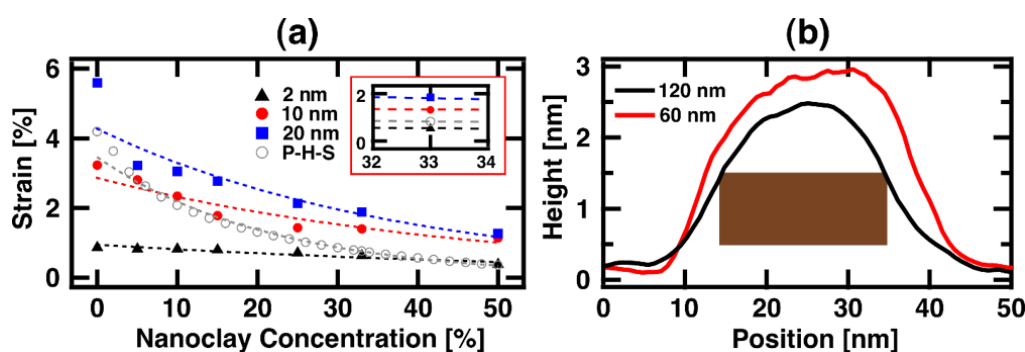 (a)
Strain [%]
6
4
2
0
2 nm
10 nm
20 nm
P-H-S
2
0
32 33 34
0 10 20 30 40 50
Nanoclay Concentration [%]
(b)
Height [nm]
3
2
1
0
120 nm
60 nm
0 10 20 30 40 50
Position [nm]